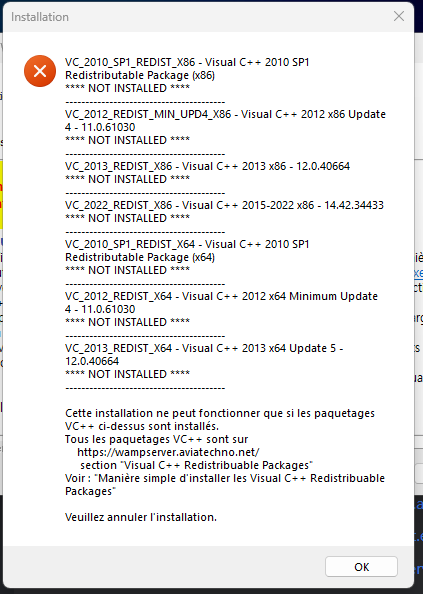 Installation
VC_2010_SP1_REDIST_X86 - Visual C++ 2010 SP1
Redistributable Package (x86)
**** NOT INSTALLED ****
----------------------------------------
VC_2012_REDIST_MIN_UPD4_X86 - Visual C++ 2012 x86 Update
4 - 11.0.61030
**** NOT INSTALLED ****
----------------------------------------
VC_2013_REDIST_X86 - Visual C++ 2013 x86 - 12.0.40664
**** NOT INSTALLED ****
----------------------------------------
VC_2022_REDIST_X86 - Visual C++ 2015-2022 x86 - 14.42.34433
**** NOT INSTALLED ****
----------------------------------------
VC_2010_SP1_REDIST_X64 - Visual C++ 2010 SP1
Redistributable Package (x64)
**** NOT INSTALLED ****
----------------------------------------
VC_2012_REDIST_X64 - Visual C++ 2012 x64 Minimum Update
4 - 11.0.61030
**** NOT INSTALLED ****
----------------------------------------
VC_2013_REDIST_X64 - Visual C++ 2013 x64 Update 5 -
12.0.40664
**** NOT INSTALLED ****
----------------------------------------
Cette installation ne peut fonctionner que si les paquetages
VC++ ci-dessus sont installés.
Tous les paquetages VC++ sont sur
https://wampserver.aviatechno.net/
section "Visual C++ Redistribuable Packages"
Voir : "Manière simple d'installer les Visual C++ Redistribuable
Packages"
Veuillez annuler l'installation.
OK